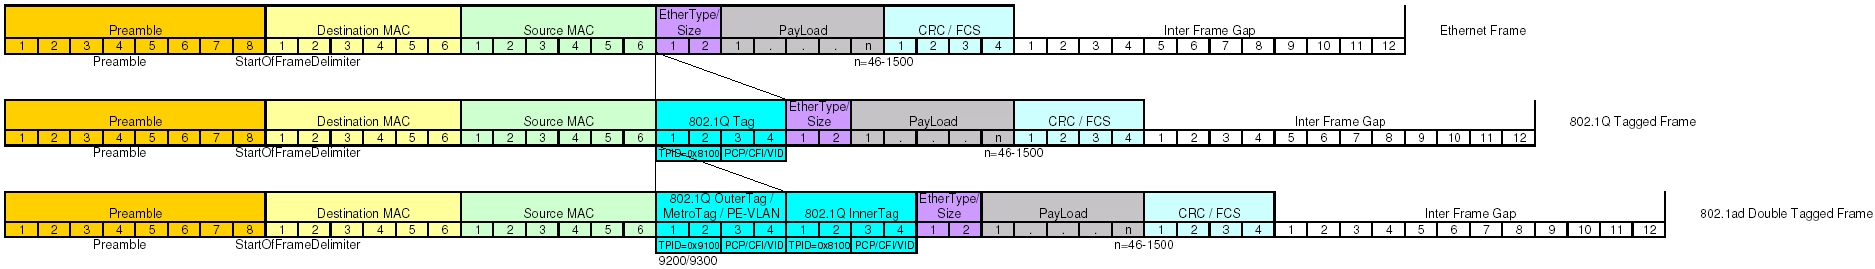 EtherType/
Preamble Destination MAC Source MAC Size PayLoad CRC / FCS Inter Frame Gap Ethernet Frame
1 2 3 4 5 6 7 8 1 2 3 4 5 6 1 2 3 4 5 6 1 2 1 . . . n 1 2 3 4 1 2 3 4 5 6 7 8 9 10 11 12
Preamble StartOfFrameDelimiter n=46-1500
EtherType/
Preamble Destination MAC Source MAC 802.1Q Tag Size PayLoad CRC / FCS Inter Frame Gap 802.1Q Tagged Frame
1 2 3 4 5 6 7 8 1 2 3 4 5 6 1 2 3 4 5 6 1 2 3 4 1 2 1 . . . n 1 2 3 4 1 2 3 4 5 6 7 8 9 10 11 12
Preamble StartOfFrameDelimiter TPID=0x8100 PCP/CFI/VID n=46-1500
802.1Q OuterTag / EtherType/
Preamble Destination MAC Source MAC MetroTag / PE-VLAN 802.1Q InnerTag Size PayLoad CRC / FCS Inter Frame Gap 802.1ad Double Tagged Frame
1 2 3 4 5 6 7 8 1 2 3 4 5 6 1 2 3 4 5 6 1 2 3 4 1 2 3 4 1 2 1 . . . n 1 2 3 4 1 2 3 4 5 6 7 8 9 10 11 12
Preamble StartOfFrameDelimiter TPID=0x9100 PCP/CFI/VID TPID=0x8100 PCP/CFI/VID n=46-1500
9200/9300